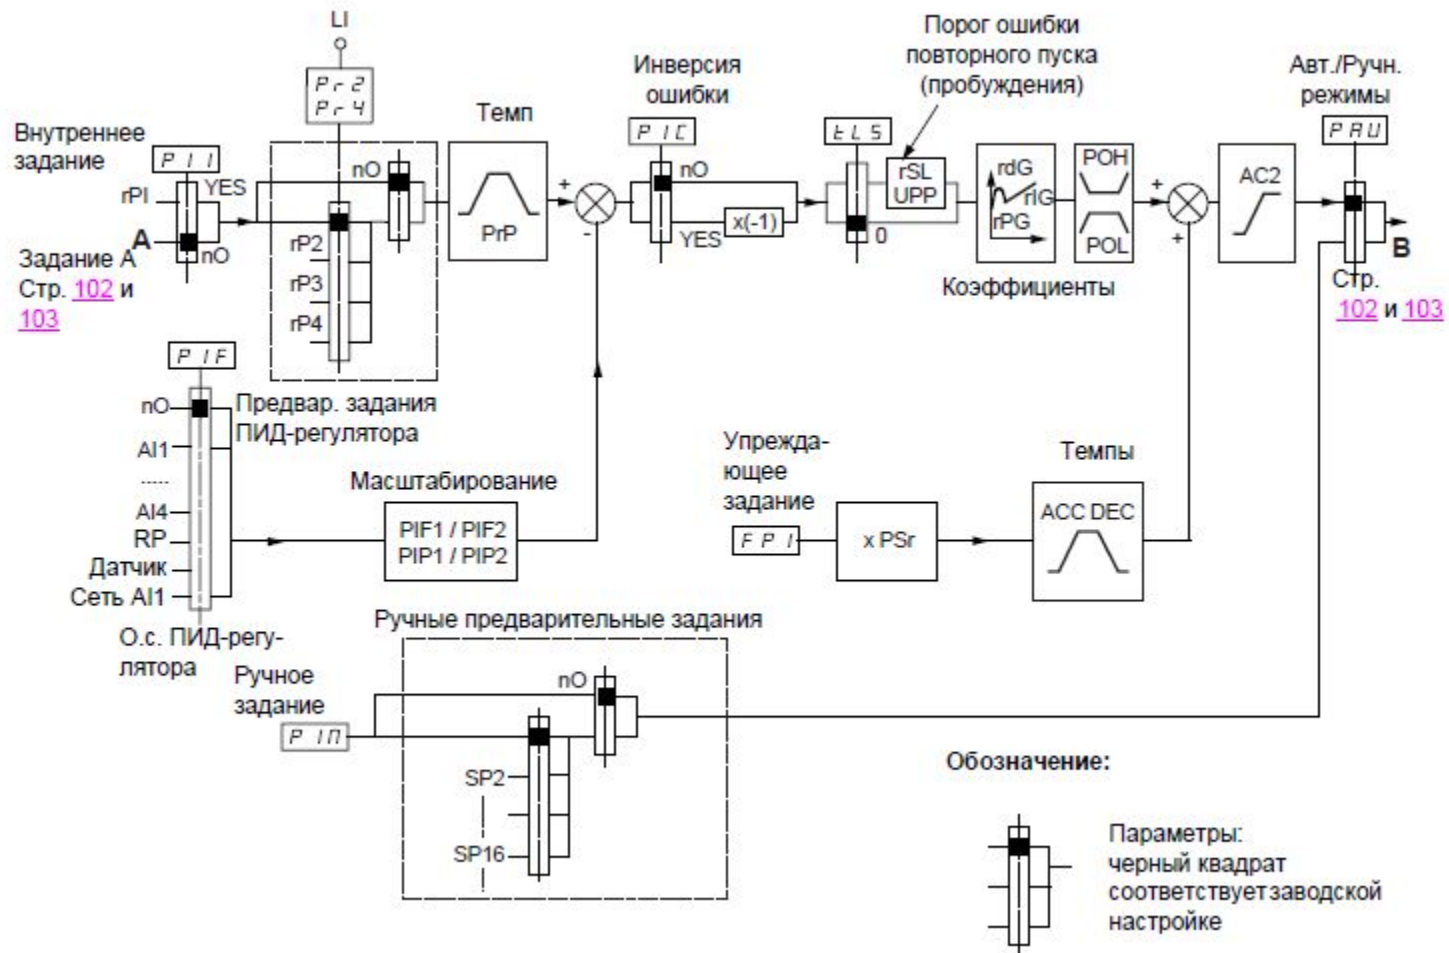 LI
Pr2
Pr4
Внутреннее
задание
PII
rPI
YES
A
nO
Задание A
Стр. 102 и
103
nO
rP2
rP3
rP4
Предвар. задания
ПИД-регулятора
Темп
PrP
+
-
Инверсия
ошибки
PIC
nO
YES
x(-1)
Порог ошибки
повторного пуска
(пробуждения)
tLS
rSL
UPP
0
rdG
rIG
rPG
Коэффициенты
POH
POL
+
+
AC2
Авт./Ручн.
режимы
PAU
B
Стр.
102 и 103
PIF
nO
AI1
AI4
RP
Датчик
Сеть AI1
О.с. ПИД-регу-
лятора
Масштабирование
PIF1 / PIF2
PIP1 / PIP2
Упрежда-
ющее
задание
FPI
x PSr
Темпы
ACC DEC
Ручные предварительные задания
Ручное
задание
PIM
nO
SP2
SP16
Обозначение:
Параметры:
черный квадрат
соответствует заводской
настройке